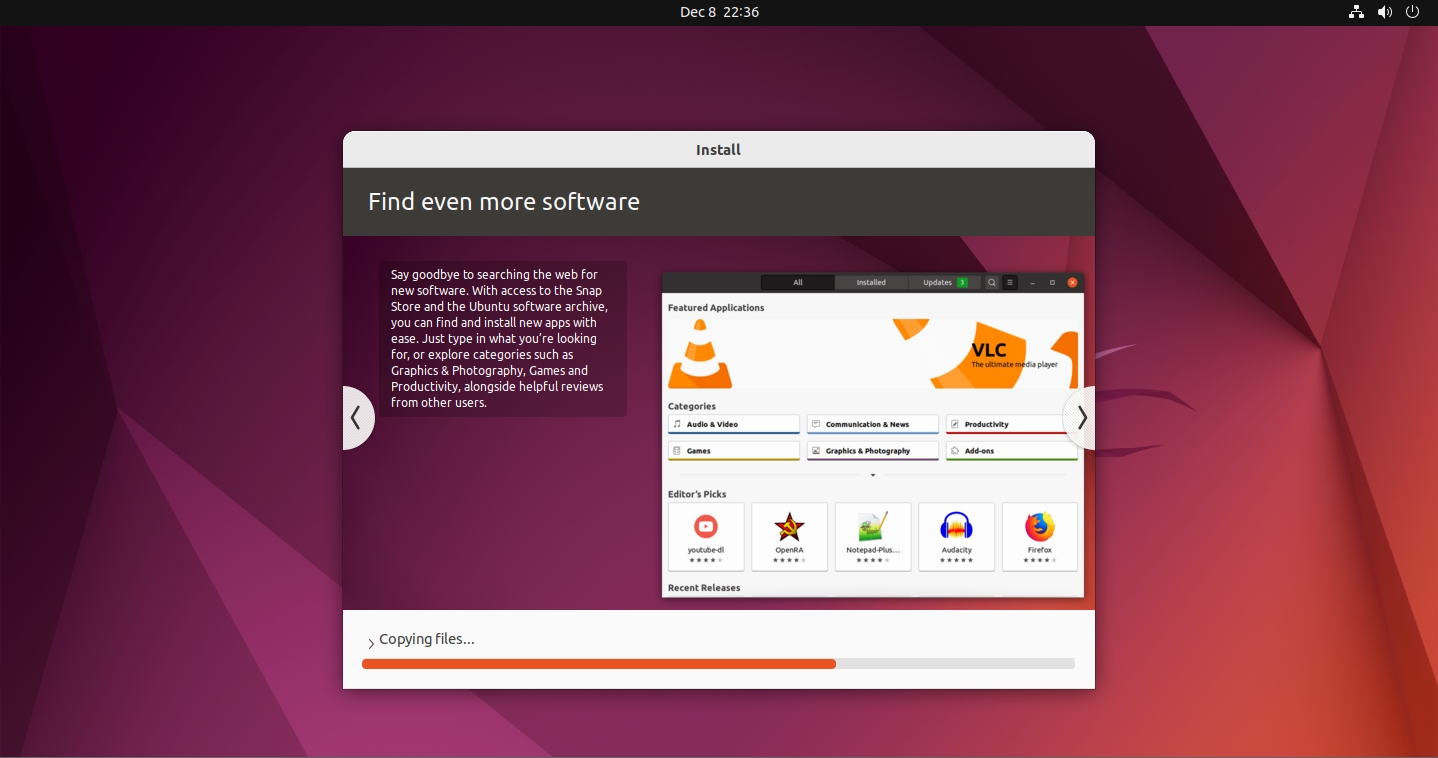 Dec 8 22:36
Install
Find even more software
Say goodbye to searching the web for
new software. With access to the Snap
Store and the Ubuntu software archive,
you can find and install new apps with
ease. Just type in what you’re looking
for, or explore categories such as
Graphics & Photography, Games and
Productivity, alongside helpful reviews
from other users.
All Installed Updates 3
Featured Applications
VLC
The ultimate media player
Categories
Audio & Video Communication & News Productivity
Games Graphics & Photography Add-ons
Editor’s Picks
youtube-dl OpenRA Notepad-Plus... Audacity Firefox
Recent Releases
Copying files...